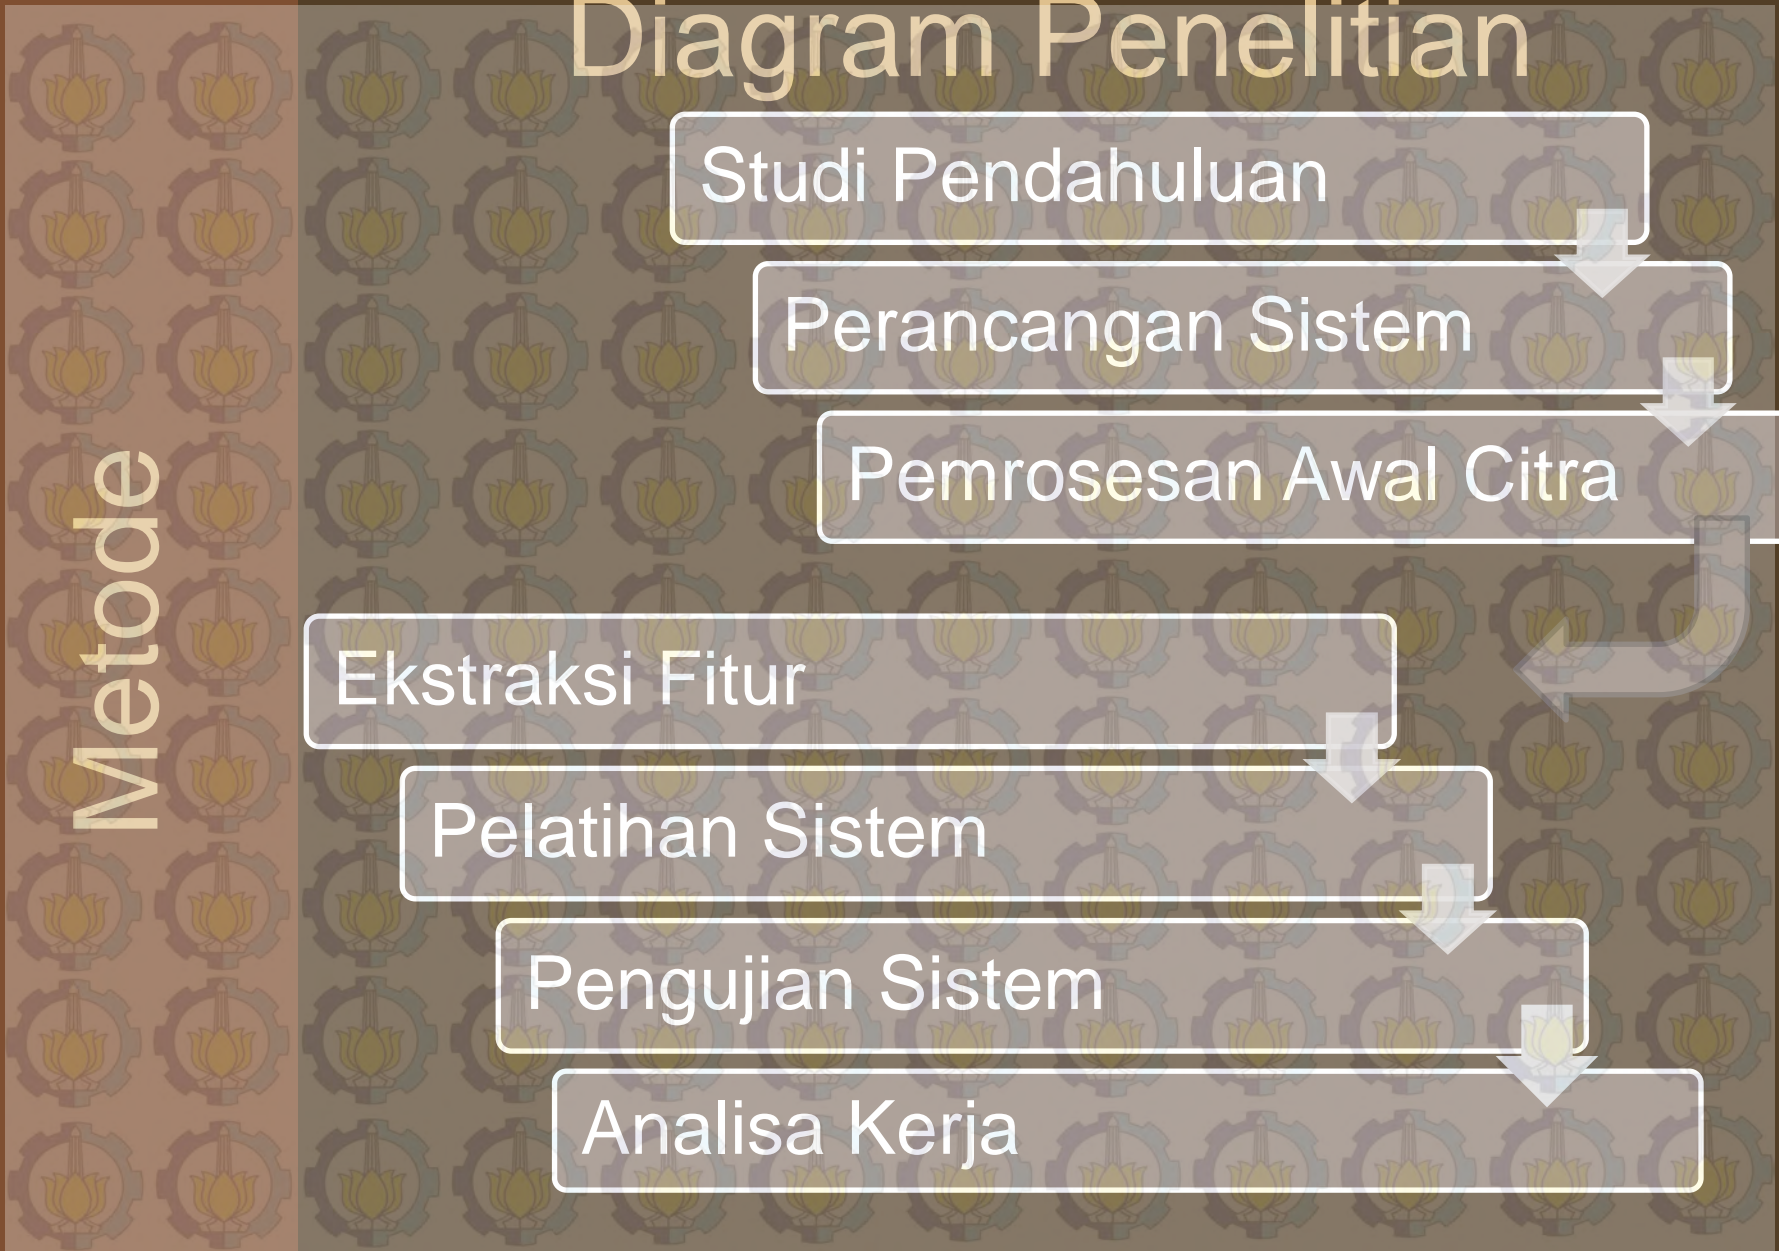 Diagram Penelitian
Metode
Studi Pendahuluan
Perancangan Sistem
Pemrosesan Awal Citra
Ekstraksi Fitur
Pelatihan Sistem
Pengujian Sistem
Analisa Kerja